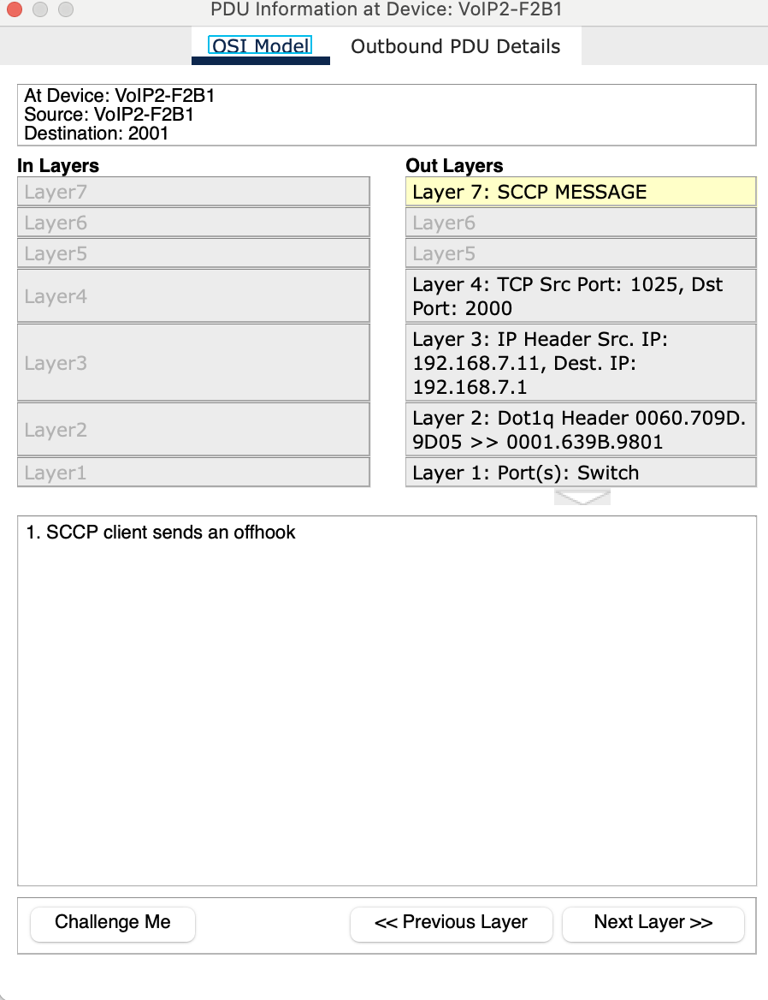 PDU Information at Device: VoIP2-F2B1
OSI Model
Outbound PDU Details
At Device: VoIP2-F2B1
Source: VoIP2-F2B1
Destination: 2001
In Layers
Layer7
Layer6
Layer5
Layer4
Layer3
Layer2
Layer1
Out Layers
Layer 7: SCCP MESSAGE
Layer6
Layer5
Layer 4: TCP Src Port: 1025, Dst
Port: 2000
Layer 3: IP Header Src. IP:
192.168.7.11, Dest. IP:
192.168.7.1
Layer 2: Dot1q Header 0060.709D.
9D05 >> 0001.639B.9801
Layer 1: Port(s): Switch
1. SCCP client sends an offhook
Challenge Me
<< Previous Layer
Next Layer >>